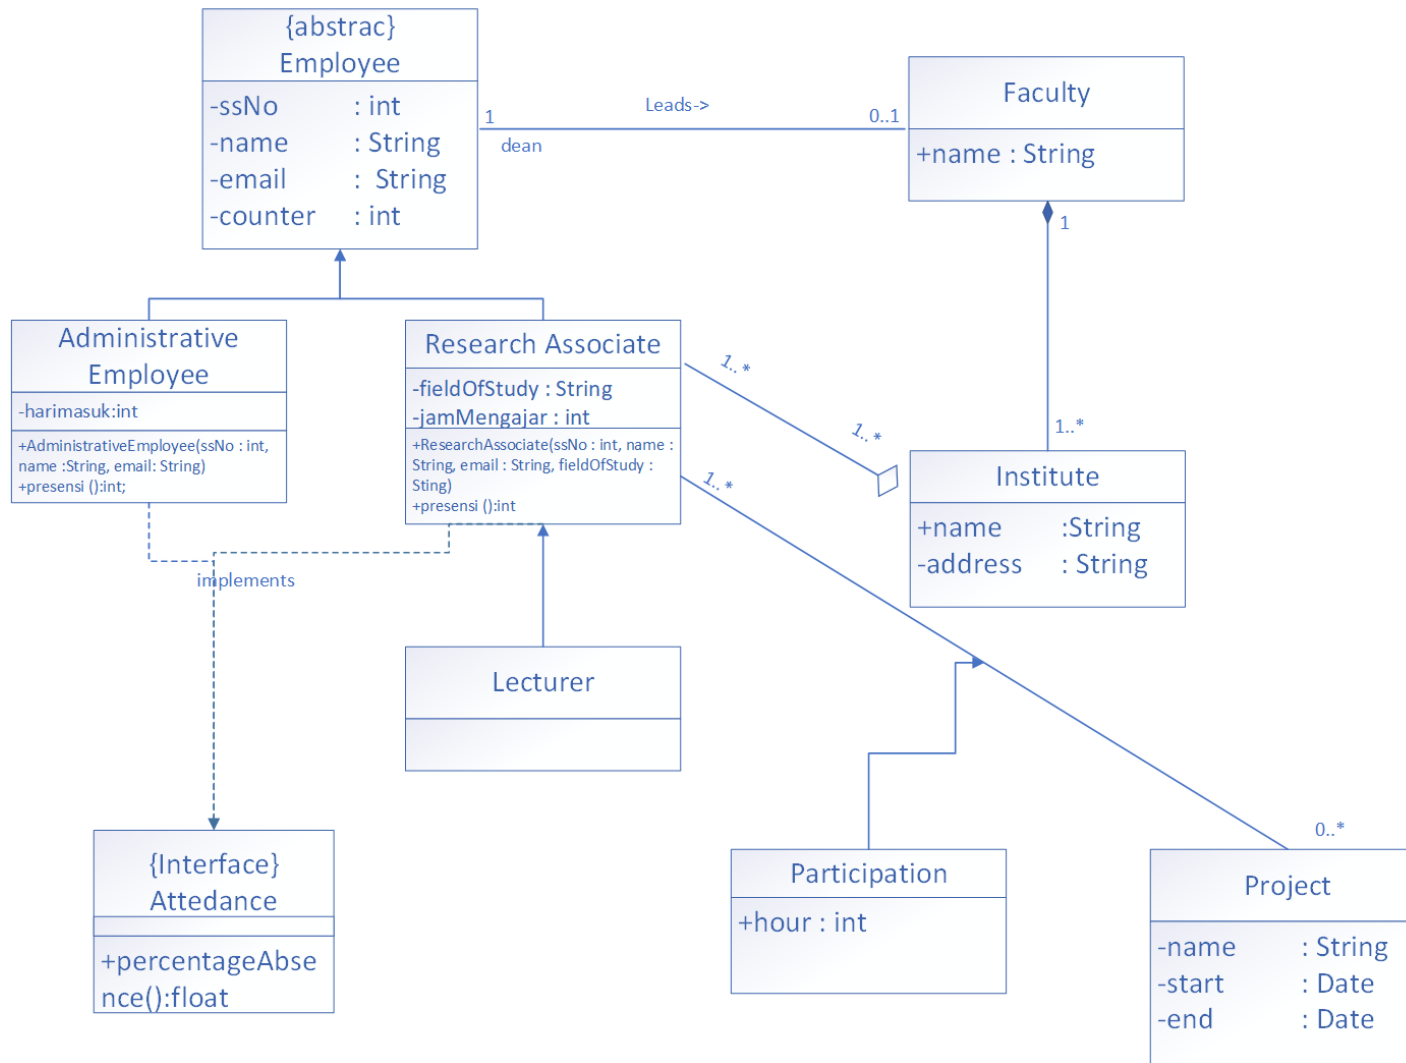 {abstrac}
Employee
-ssNo : int
-name : String
-email : String
-counter : int
1
dean
Leads->
0..1
Faculty
+name : String
1
1..*
Administrative
Employee
-harimasuk:int
+AdministrativeEmployee(ssNo : int,
name :String, email: String)
+presensi ():int;
Research Associate
-fieldOfStudy : String
-jamMengajar : int
+ResearchAssociate(ssNo : int, name :
String, email : String, fieldOfStudy :
Sting)
+presensi ():int
1.. *
1.. *
1.. *
Institute
+name :String
-address : String
implements
Lecturer
{Interface}
Attedance
+percentageAbse
nce():float
Participation
+hour : int
0..*
Project
-name : String
-start : Date
-end : Date